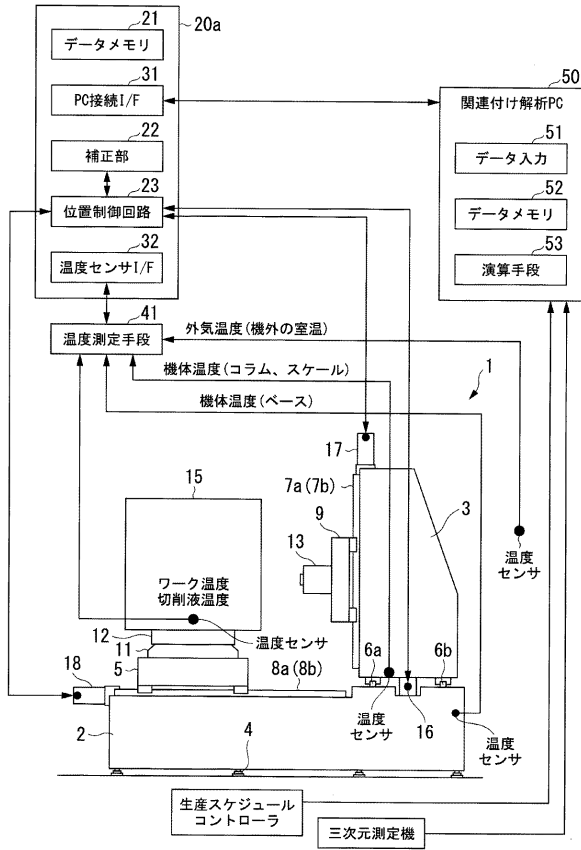 21
20a
データメモリ
31
PC接続I/F
22
補正部
23
位置制御回路
32
温度センサI/F
41
温度測定手段
50
関連付け解析PC
51
データ入力
52
データメモリ
53
演算手段
外気温度(機外の室温)
機体温度(コラム、スケール)
機体温度(ベース)
1
17
15
7a(7b)
3
9
13
温度
センサ
ワーク温度
切削液温度
12
11
温度センサ
5
18
8a(8b)
6a
6b
温度
センサ
16
温度
センサ
2
4
生産スケジュール
コントローラ
三次元測定機